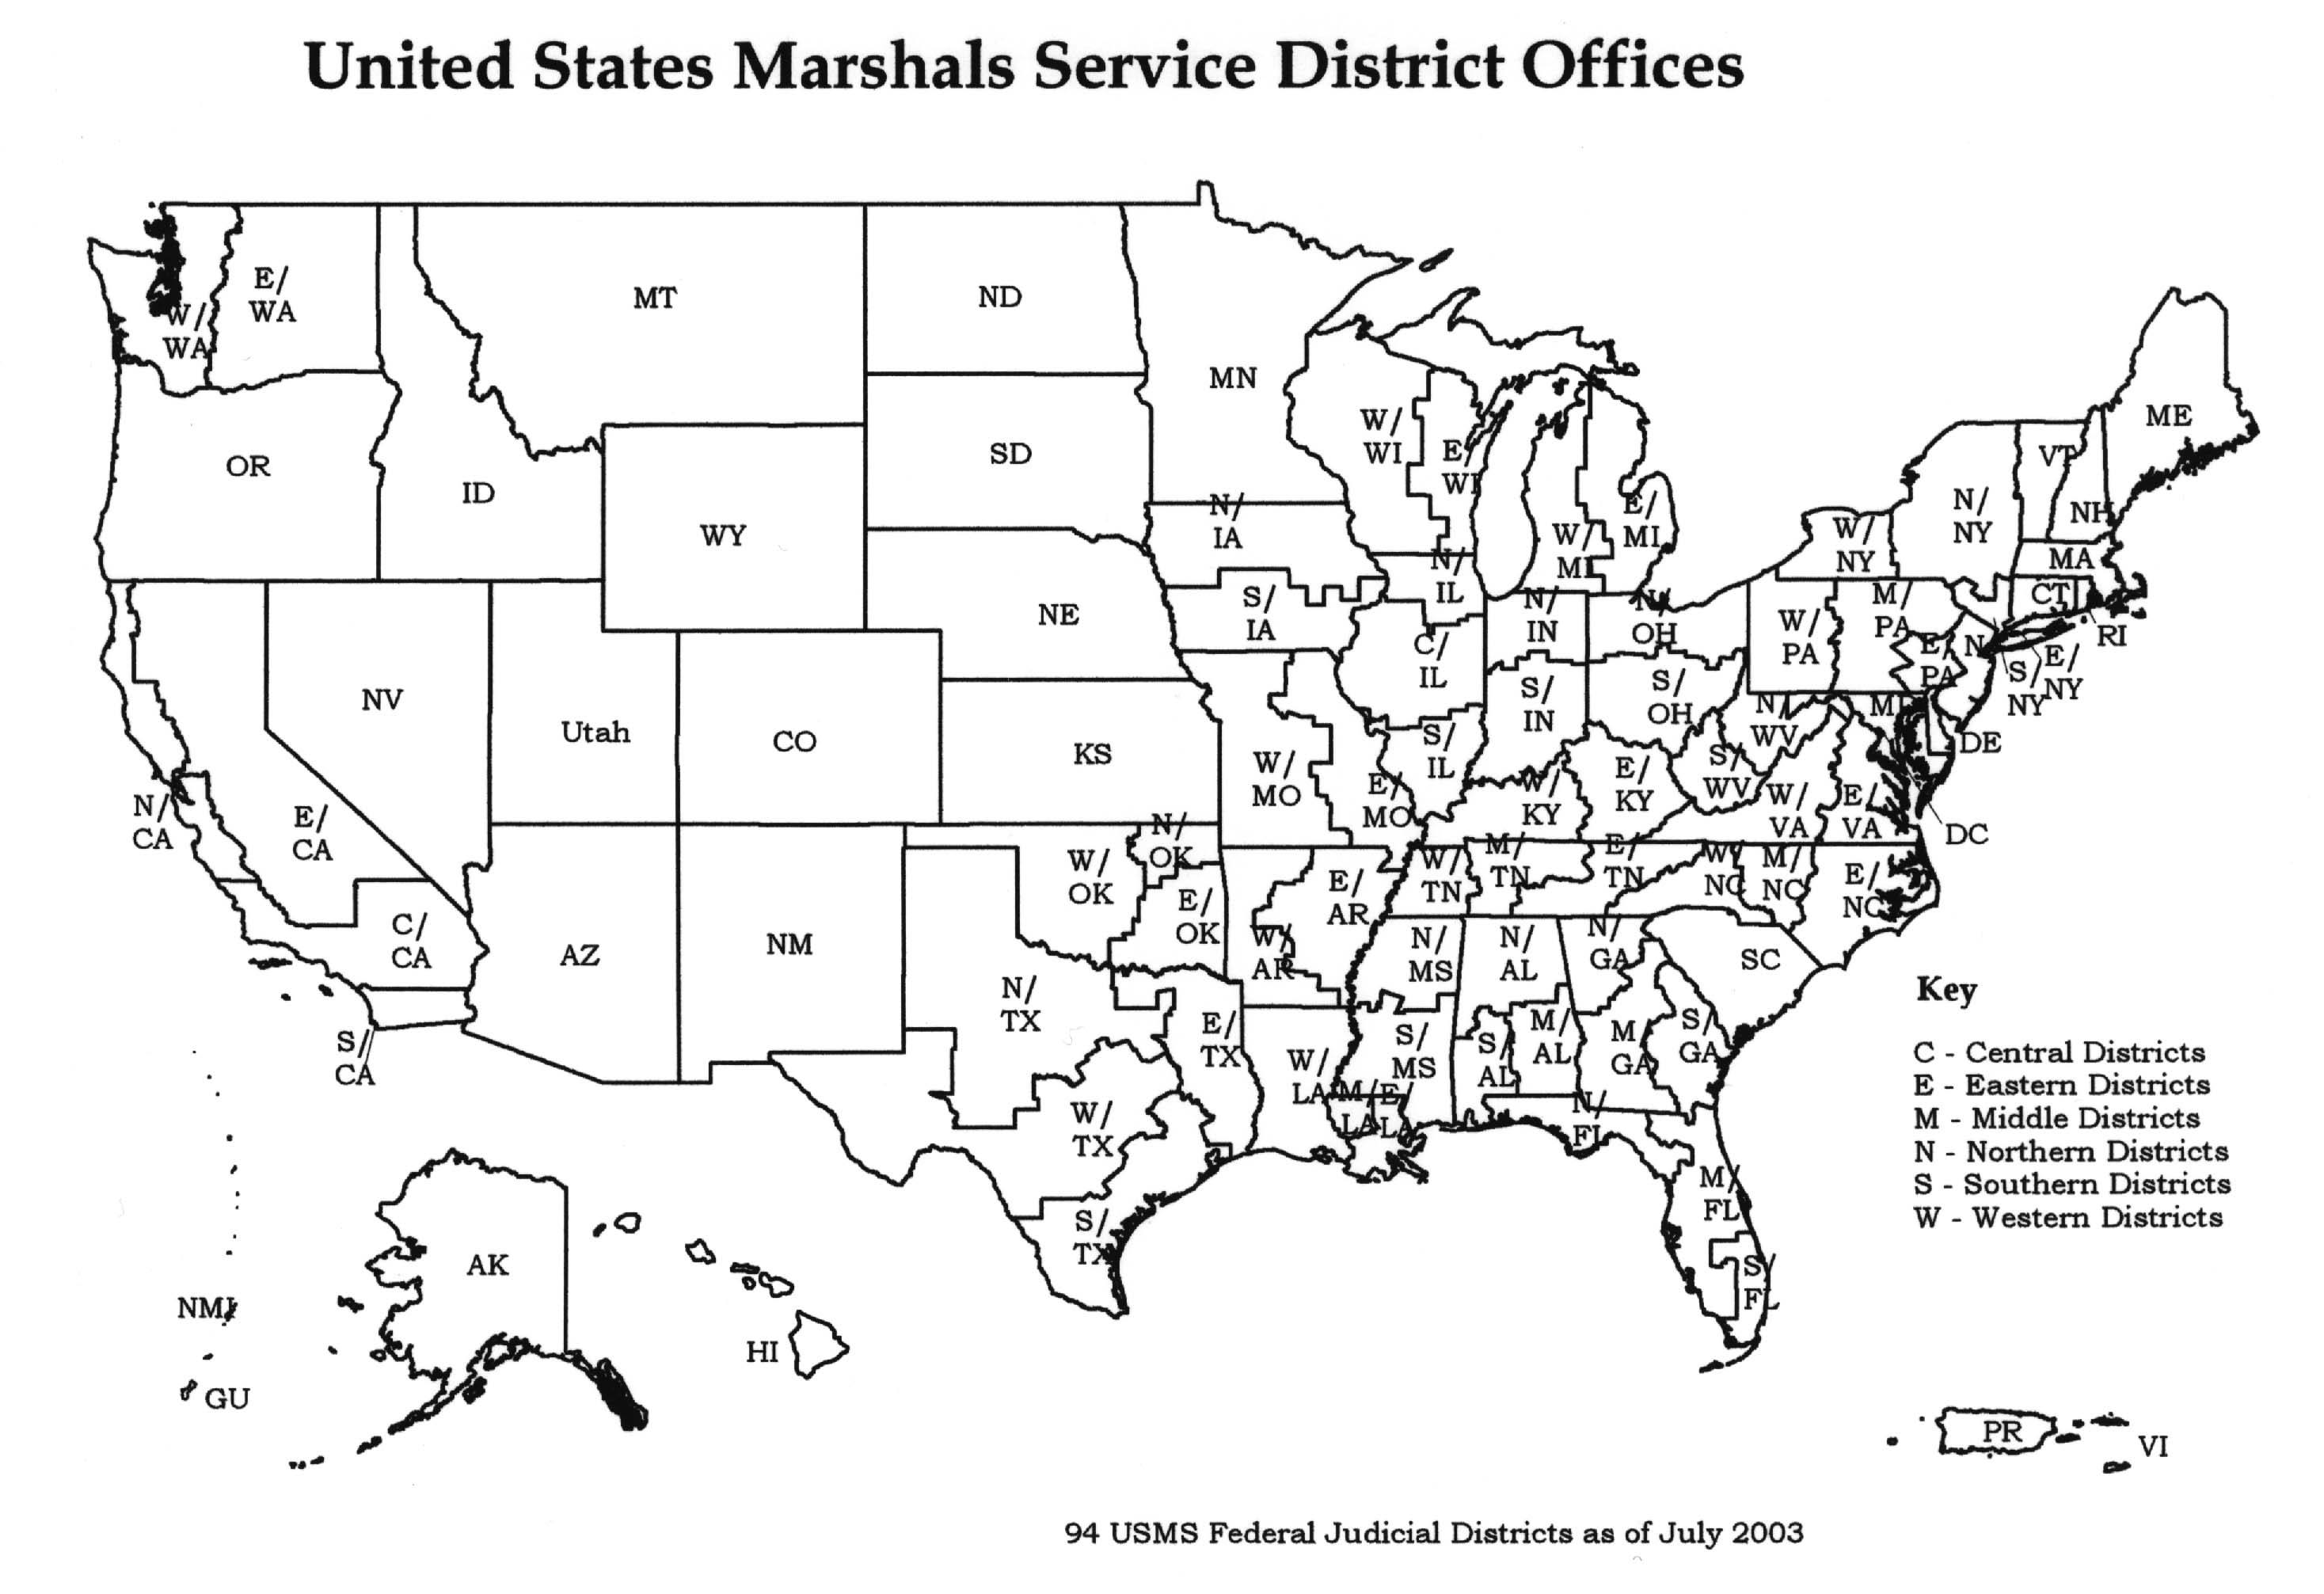 United States Marshals Service District Offices
E/
WA
W/
WA
MT
ND
MN
ME
OR
ID
WY
SD
W/
WI
E/
WI
W/
MI
E/
MI
N/
NY
W/
NY
VT
NH
MA
CT
RI
N/
IA
S/
IA
NE
N/
IL
C/
IL
S/
IL
N/
IN
S/
IN
N/
OH
S/
OH
W/
PA
M/
PA
E/
PA
S/
NY
E/
NY
NV
Utah
CO
KS
W/
MO
E/
MO
W/
KY
E/
KY
N/
WV
S/
WV
W/
VA
E/
VA
DE
DC
N/
CA
E/
CA
C/
CA
S/
CA
AZ
NM
W/
OK
N/
OK
E/
OK
E/
AR
W/
AR
W/
TN
M/
TN
E/
TN
W/
NC
M/
NC
E/
NC
SC
N/
TX
E/
TX
W/
TX
S/
TX
W/
LA
M/
LA
E/
LA
N/
MS
S/
MS
N/
AL
M/
AL
S/
AL
N/
GA
M/
GA
S/
GA
N/
FL
M/
FL
S/
FL
Key
C - Central Districts
E - Eastern Districts
M - Middle Districts
N - Northern Districts
S - Southern Districts
W - Western Districts
AK
HI
NMI
GU
PR
VI
94 USMS Federal Judicial Districts as of July 2003